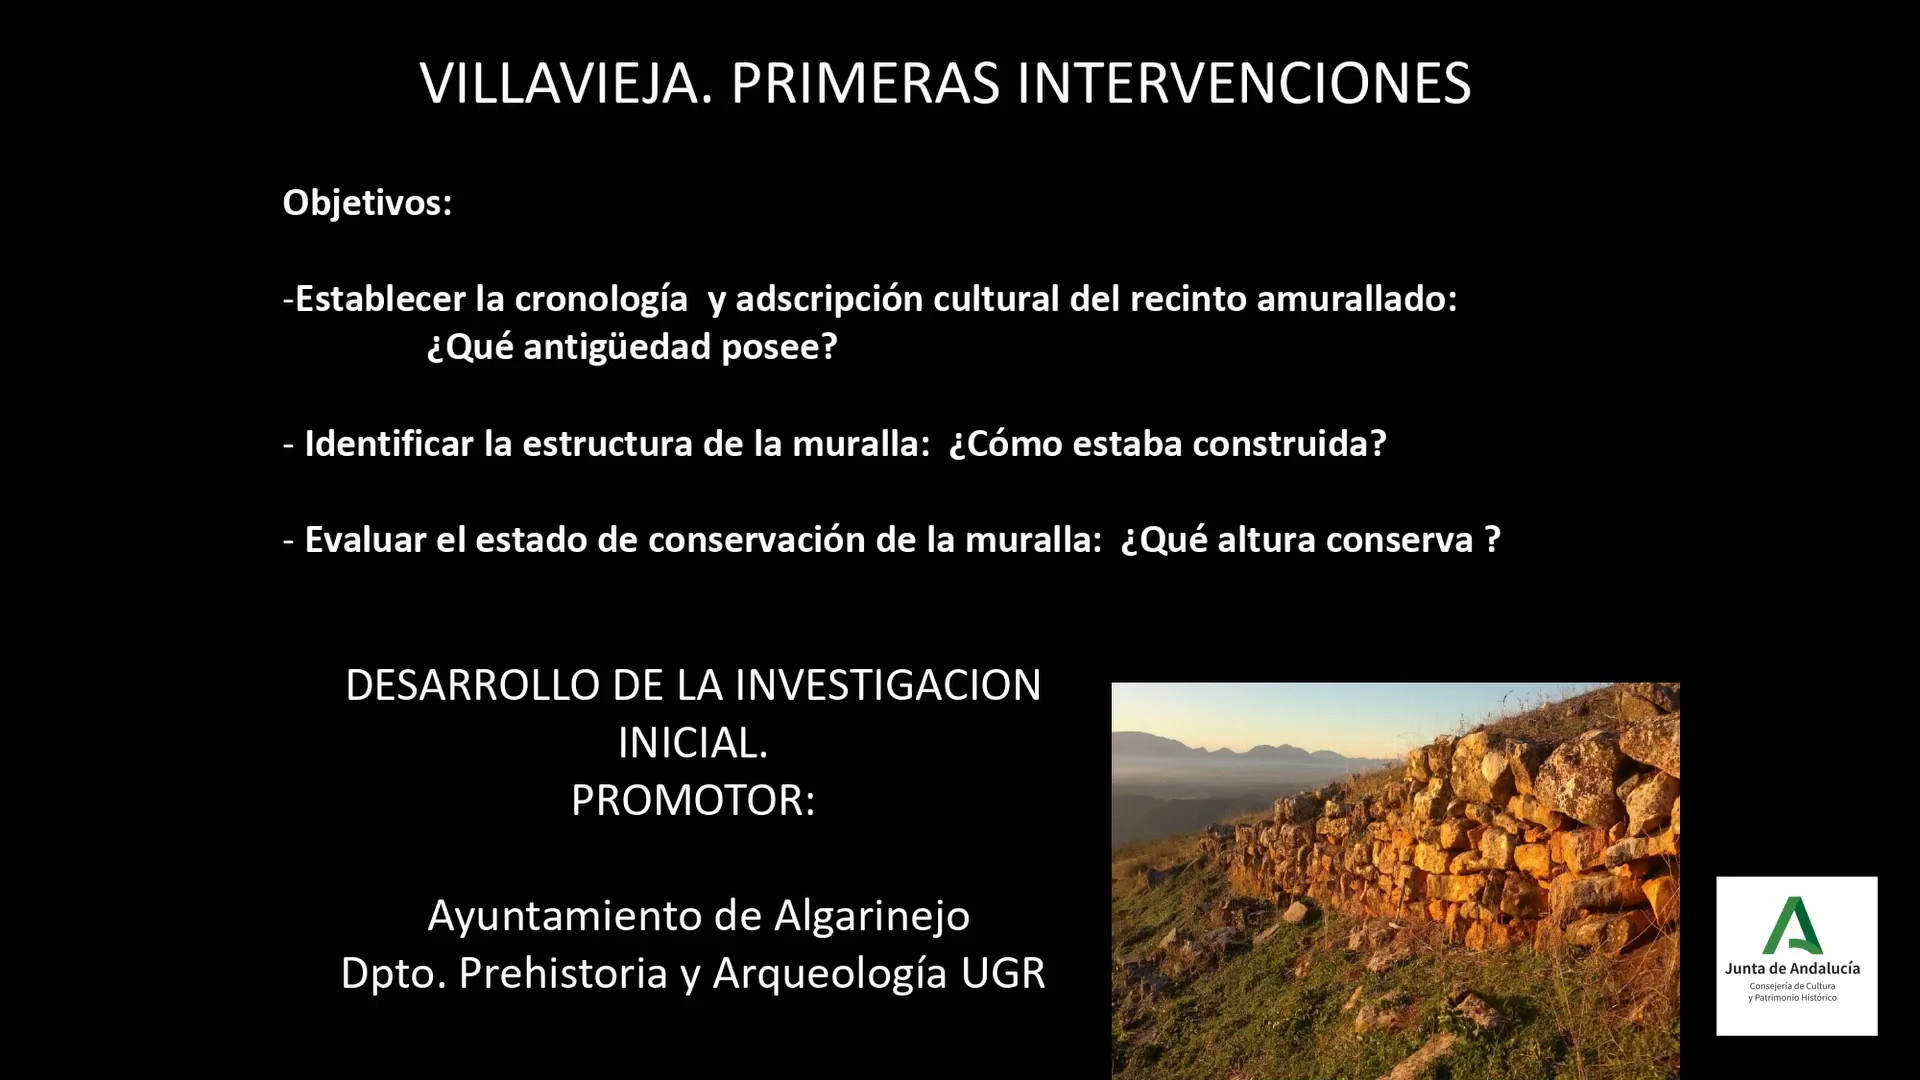 VILLAVIEJA. PRIMERAS INTERVENCIONES
Objetivos:
-Establecer la cronología  y adscripción cultural del recinto amurallado:
¿Qué antigüedad posee?
- Identificar la estructura de la muralla:  ¿Cómo estaba construida?
- Evaluar el estado de conservación de la muralla:  ¿Qué altura conserva ?
DESARROLLO DE LA INVESTIGACION
INICIAL.
PROMOTOR:
Ayuntamiento de Algarinejo
Dpto. Prehistoria y Arqueología UGR
Junta de Andalucía
Consejería de Cultura
y Patrimonio Histórico